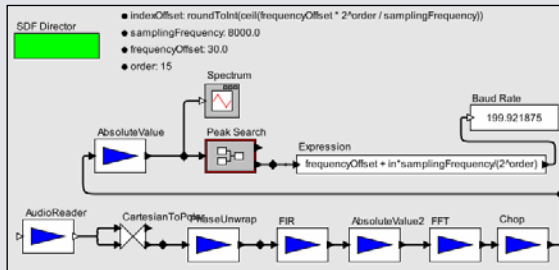 SDF Director
indexOffset: roundToInt(ceil(frequencyOffset * 2^order / samplingFrequency))
samplingFrequency: 8000.0
frequencyOffset: 30.0
order: 15
Spectrum
Baud Rate
199.921875
AbsoluteValue
Peak Search
Expression
frequencyOffset + in*samplingFrequency/(2^order)
AudioReader
CartesianToPolar
PhaseUnwrap
FIR
AbsoluteValue2
FFT
Chop